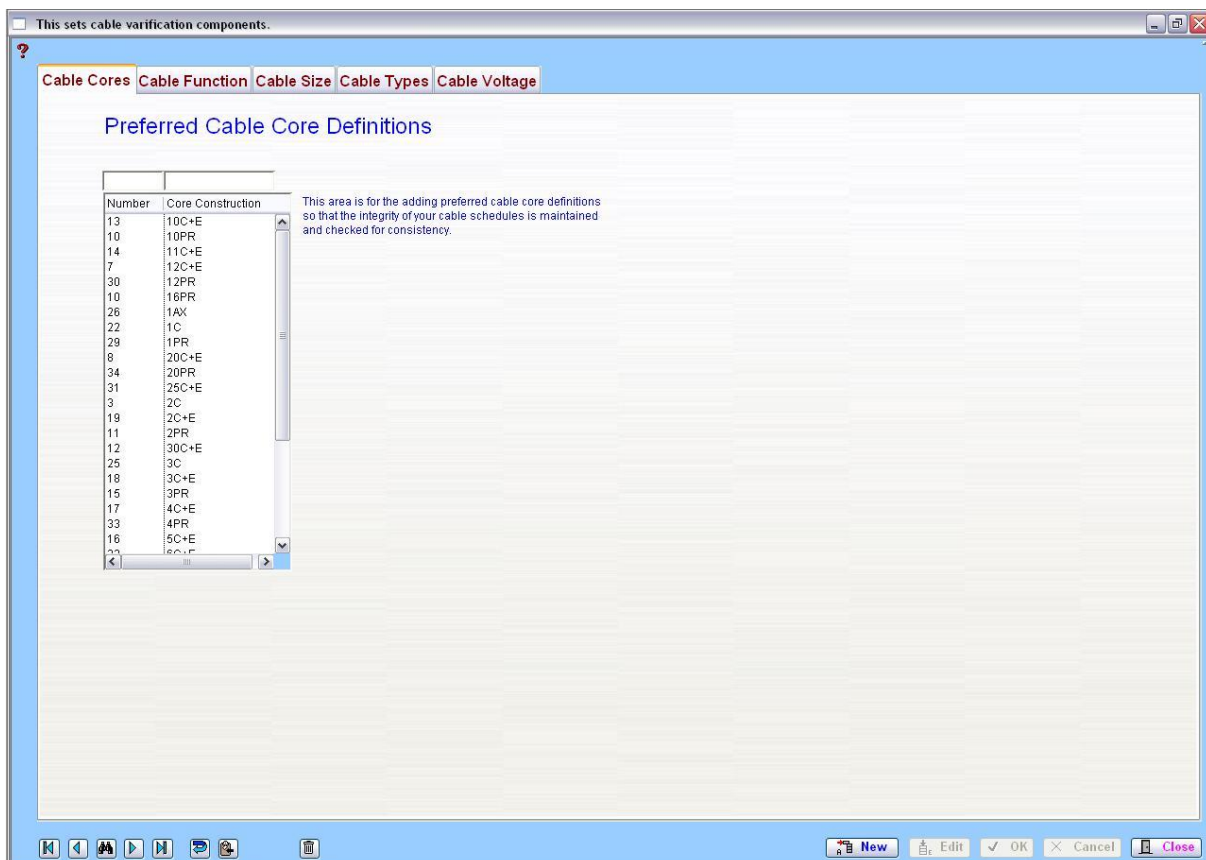 This sets cable varification components.
?
Cable Cores Cable Function Cable Size Cable Types Cable Voltage
Preferred Cable Core Definitions
Number Core Construction
13 10C+E
10 10PR
14 11C+E
7 12C+E
30 12PR
10 16PR
26 1AX
22 1C
29 1PR
8 20C+E
34 20PR
31 25C+E
3 2C
19 2C+E
11 2PR
12 30C+E
25 3C
18 3C+E
15 3PR
17 4C+E
33 4PR
16 5C+E
This area is for the adding preferred cable core definitions
so that the integrity of your cable schedules is maintained
and checked for consistency.
New Edit OK Cancel Close